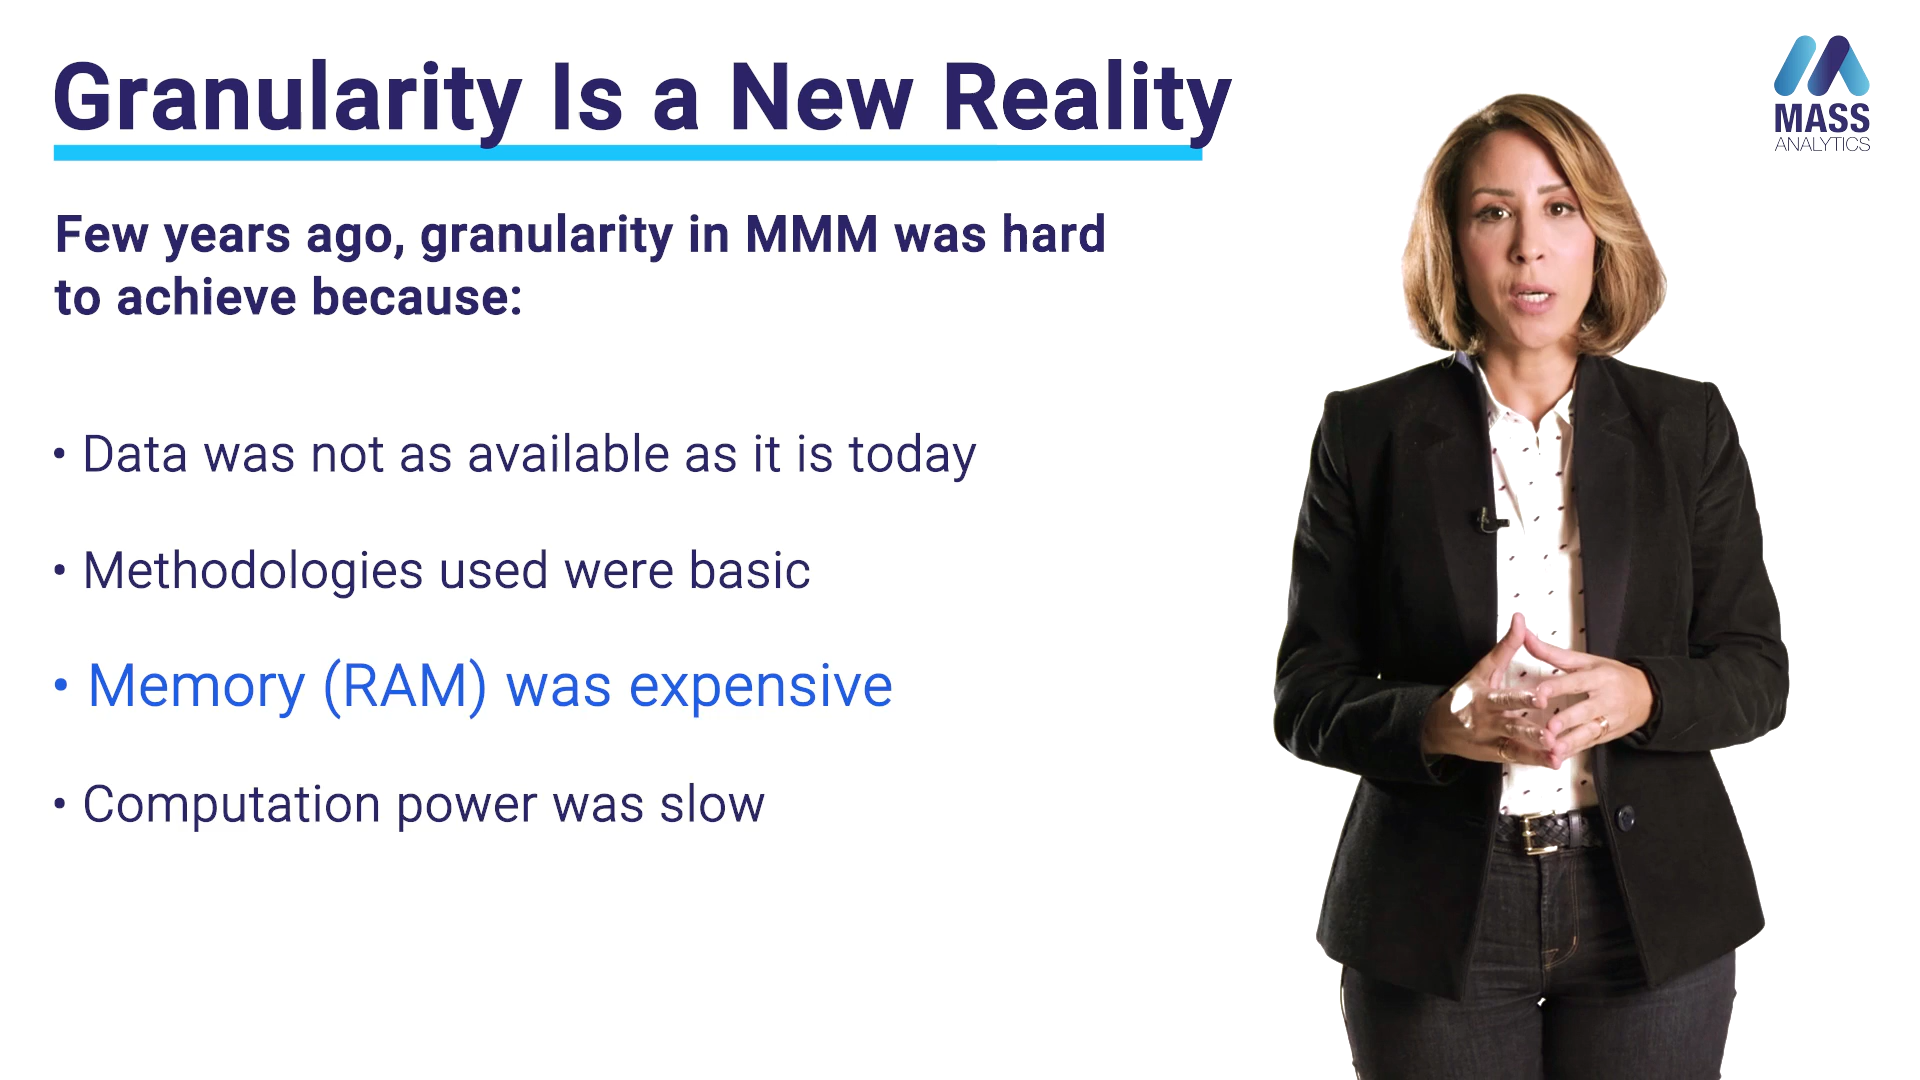 Granularity Is a New Reality
MASS
ANALYTICS
Few years ago, granularity in MMM was hard
to achieve because:
• Data was not as available as it is today
• Methodologies used were basic
• Memory (RAM) was expensive
• Computation power was slow